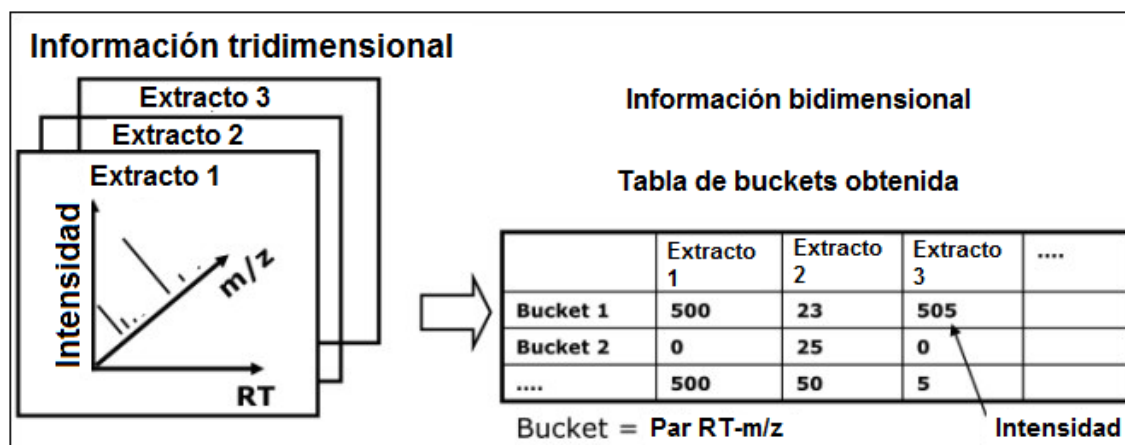 Información tridimensional
Extracto 3
Extracto 2
Extracto 1
Intensidad
m/z
RT
Información bidimensional
Tabla de buckets obtenida
Extracto 1 Extracto 2 Extracto 3 ....
Bucket 1 500 23 505
Bucket 2 0 25 0
.... 500 50 5
Bucket = Par RT-m/z
Intensidad